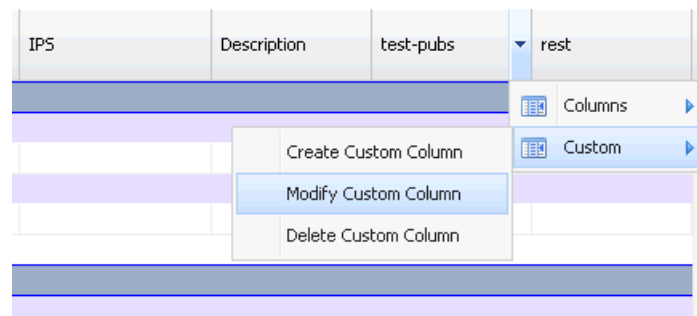 IPS Description test-pubs rest
Columns
Create Custom Column Custom
Modify Custom Column
Delete Custom Column